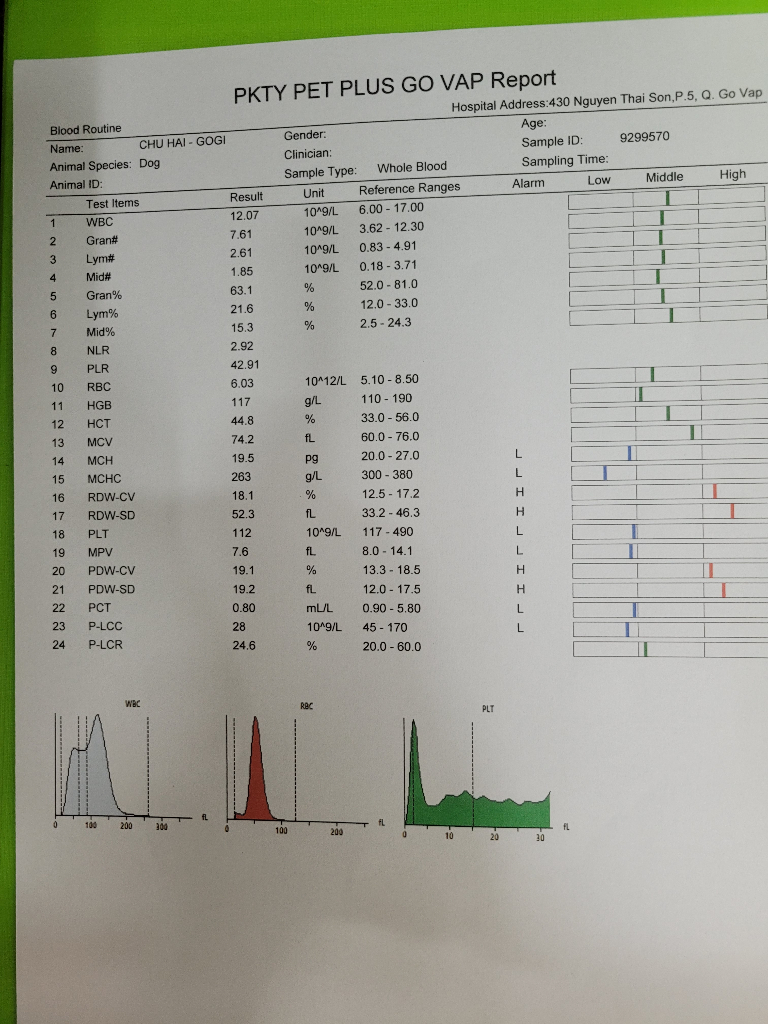 PKTY PET PLUS GO VAP Report
Hospital Address:430 Nguyen Thai Son,P.5, Q. Go Vap
Blood Routine
Name: CHU HAI - GOGI Gender: Age:
Animal Species: Dog Clinician: Sample ID: 9299570
Animal ID: Sample Type: Whole Blood Sampling Time:
Test Items Result Unit Reference Ranges Alarm Low Middle High
1 WBC 12.07 10^9/L 6.00 - 17.00
2 Gran# 7.61 10^9/L 3.62 - 12.30
3 Lym# 2.61 10^9/L 0.83 - 4.91
4 Mid# 1.85 10^9/L 0.18 - 3.71
5 Gran% 63.1 % 52.0 - 81.0
6 Lym% 21.6 % 12.0 - 33.0
7 Mid% 15.3 % 2.5 - 24.3
8 NLR 2.92
9 PLR 42.91
10 RBC 6.03 10^12/L 5.10 - 8.50
11 HGB 117 g/L 110 - 190
12 HCT 44.8 % 33.0 - 56.0
13 MCV 74.2 fL 60.0 - 76.0
14 MCH 19.5 pg 20.0 - 27.0 L
15 MCHC 263 g/L 300 - 380 L
16 RDW-CV 18.1 % 12.5 - 17.2 H
17 RDW-SD 52.3 fL 33.2 - 46.3 H
18 PLT 112 10^9/L 117 - 490 L
19 MPV 7.6 fL 8.0 - 14.1 L
20 PDW-CV 19.1 % 13.3 - 18.5 H
21 PDW-SD 19.2 fL 12.0 - 17.5 H
22 PCT 0.80 mL/L 0.90 - 5.80 L
23 P-LCC 28 10^9/L 45 - 170 L
24 P-LCR 24.6 % 20.0 - 60.0
WBC RBC PLT
0 100 200 300 fL 0 100 200 fL 0 10 20 30 fL